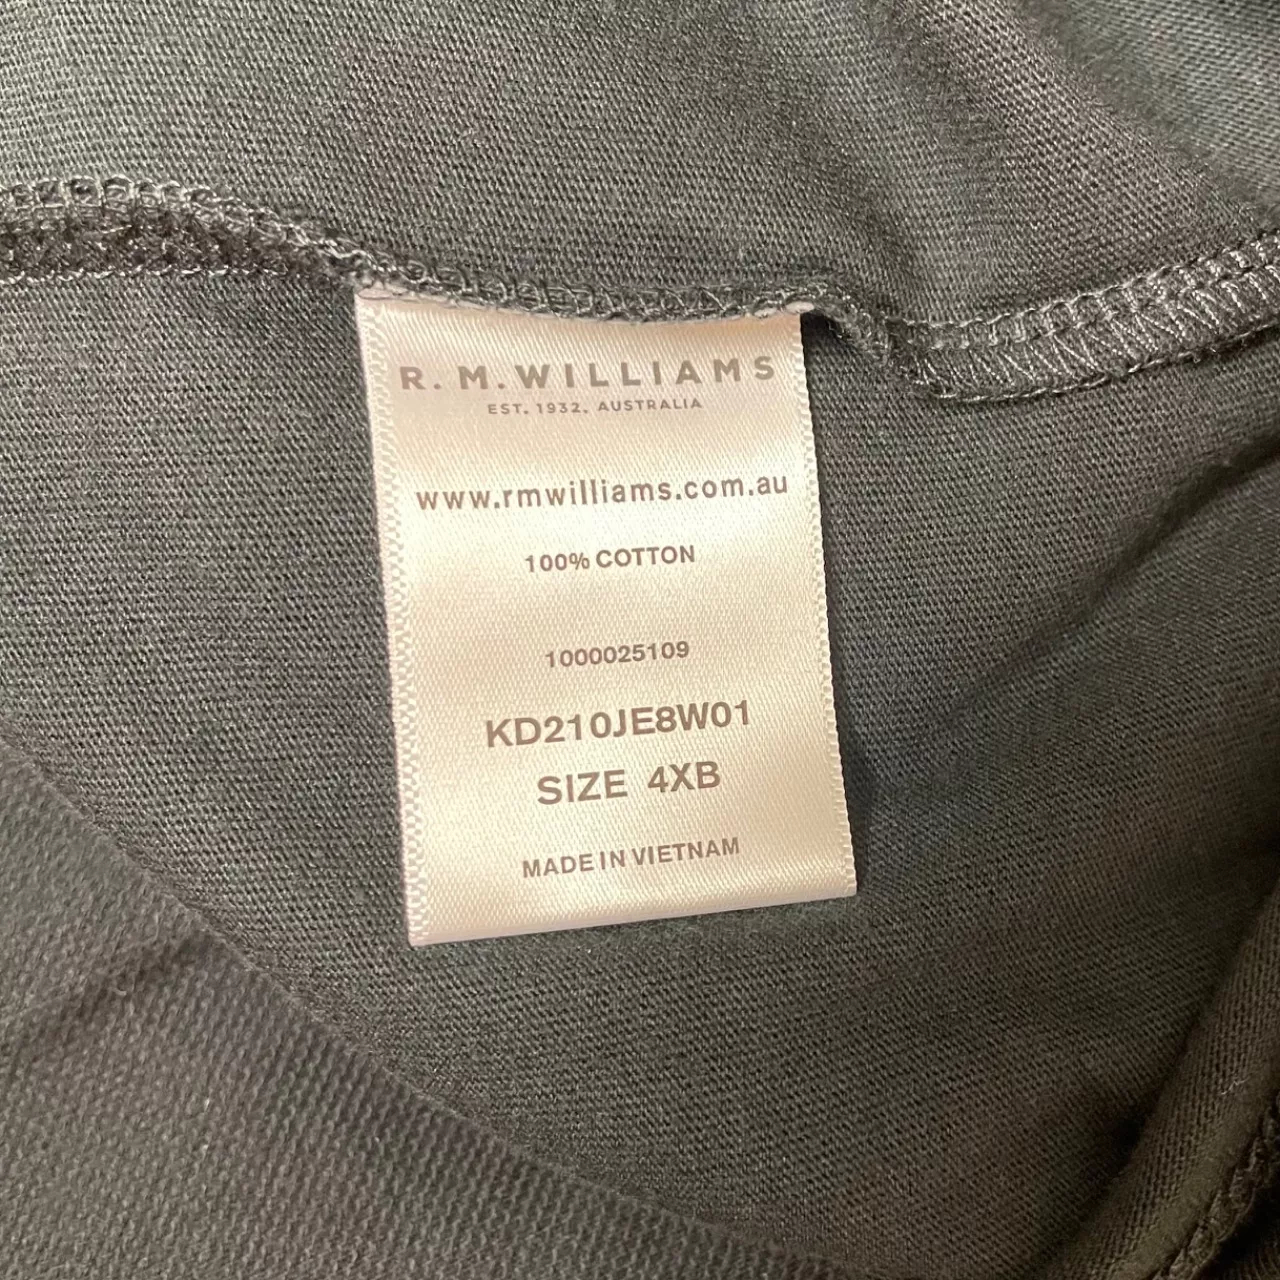 R. M. WILLIAMS
EST. 1932. AUSTRALIA
www.rmwilliams.com.au
100% COTTON
1000025109
KD210JE8W01
SIZE 4XB
MADE IN VIETNAM